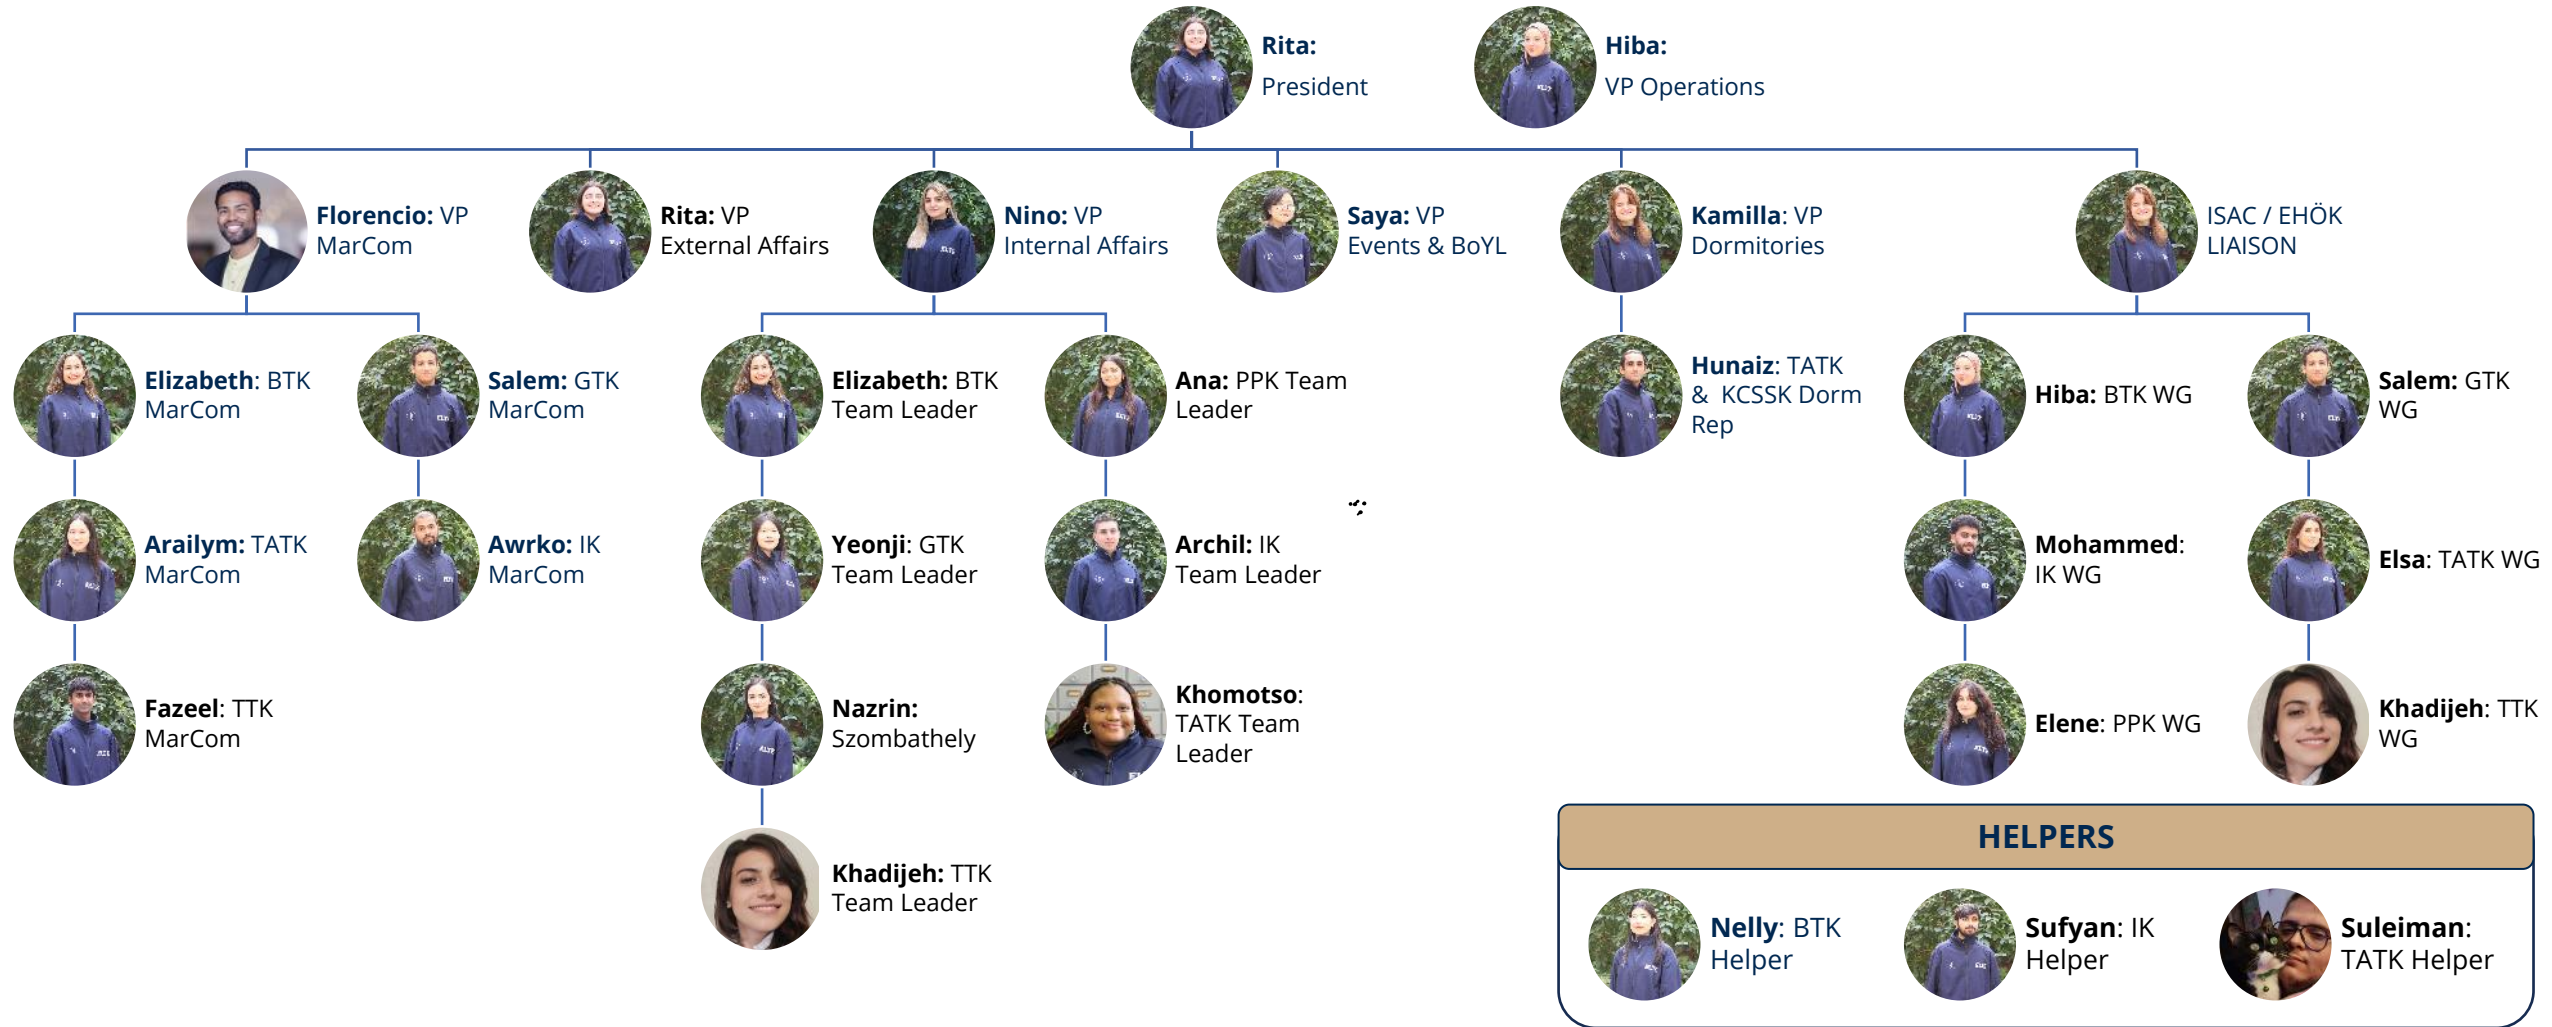 Rita:
President
Hiba:
VP Operations
Florencio: VP
MarCom
Rita: VP
External Affairs
Nino: VP
Internal Affairs
Saya: VP
Events & BoYL
Kamilla: VP
Dormitories
ISAC / EHÖK
LIAISON
Elizabeth: BTK
MarCom
Salem: GTK
MarCom
Elizabeth: BTK
Team Leader
Ana: PPK Team
Leader
Hunaiz: TATK
& KCSSK Dorm
Rep
Hiba: BTK WG
Salem: GTK
WG
Arailym: TATK
MarCom
Awrko: IK
MarCom
Yeonji: GTK
Team Leader
Archil: IK
Team Leader
Mohammed:
IK WG
Elsa: TATK WG
Fazeel: TTK
MarCom
Nazrin:
Szombathely
Khomotso:
TATK Team
Leader
Elene: PPK WG
Khadijeh: TTK
WG
Khadijeh: TTK
Team Leader
HELPERS
Nelly: BTK
Helper
Sufyan: IK
Helper
Suleiman:
TATK Helper